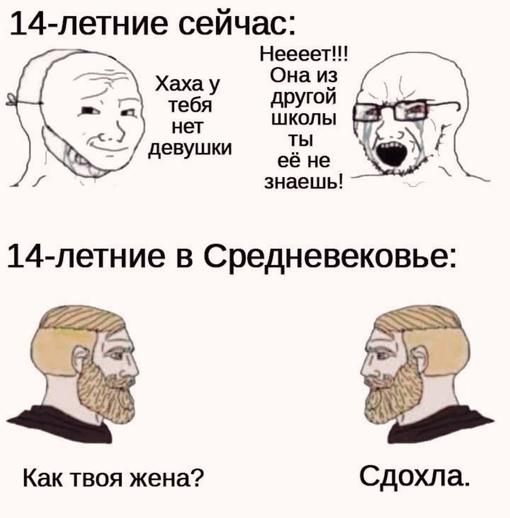 14-летние сейчас:
Хаха у
тебя
нет
девушки
Неееет!!!
Она из
другой
школы
ты
её не
знаешь!
14-летние в Средневековье:
Как твоя жена?
Сдохла.